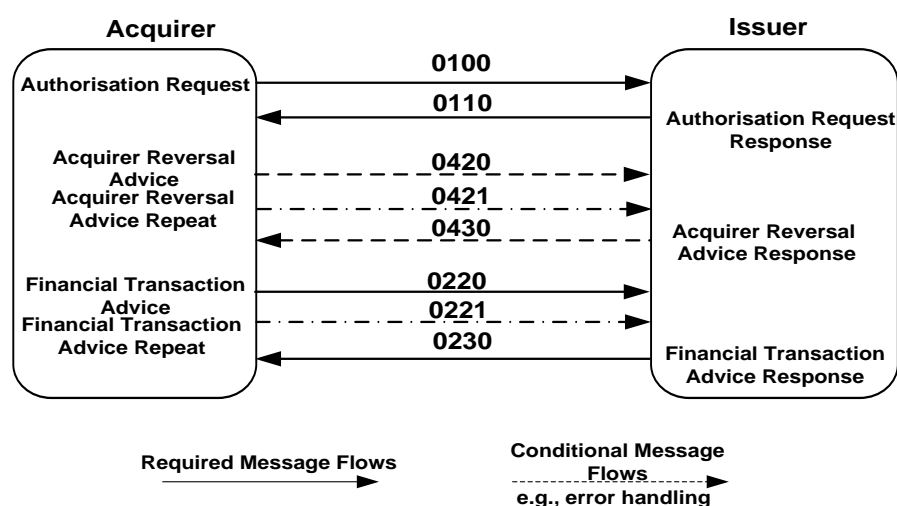 Acquirer
Issuer
0100
Authorisation Request
0110
Authorisation Request
Response
Acquirer Reversal
Advice
0420
Acquirer Reversal
Advice Repeat
0421
0430
Acquirer Reversal
Advice Response
Financial Transaction
Advice
0220
Financial Transaction
Advice Repeat
0221
0230
Financial Transaction
Advice Response
Required Message Flows
Conditional Message
Flows
e.g., error handling